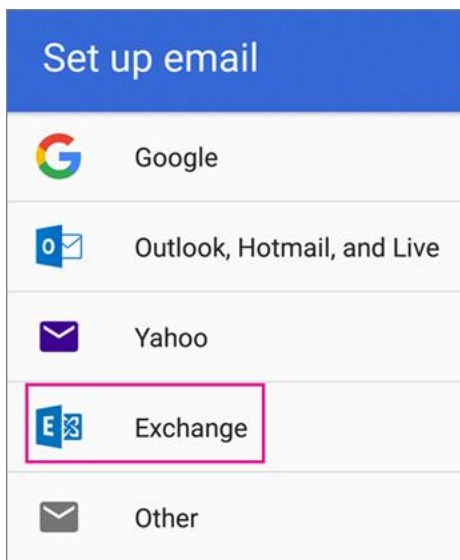 Set up email
Google
Outlook, Hotmail, and Live
Yahoo
Exchange
Other